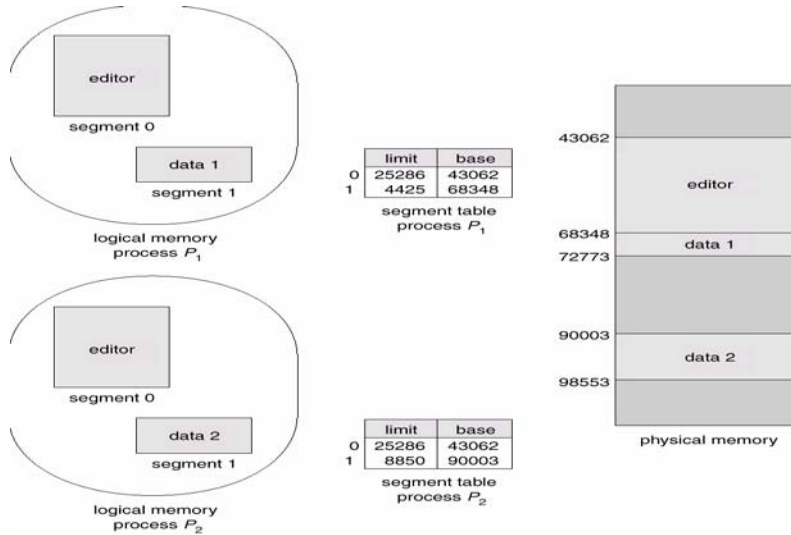 editor
segment 0
data 1
segment 1
logical memory
process P1
limit base
0 25286 43062
1 4425 68348
segment table
process P1
editor
segment 0
data 2
segment 1
logical memory
process P2
limit base
0 25286 43062
1 8850 90003
segment table
process P2
43062
editor
68348
data 1
72773
90003
data 2
98553
physical memory